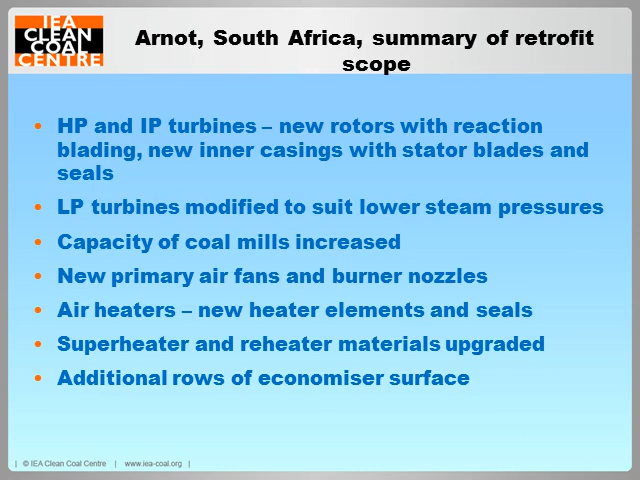 IEA
CLEAN
COAL
CENTRE
Arnot, South Africa, summary of retrofit
scope
• HP and IP turbines – new rotors with reaction
blading, new inner casings with stator blades and
seals
• LP turbines modified to suit lower steam pressures
• Capacity of coal mills increased
• New primary air fans and burner nozzles
• Air heaters – new heater elements and seals
• Superheater and reheater materials upgraded
• Additional rows of economiser surface
| © IEA Clean Coal Centre | www.iea-coal.org |